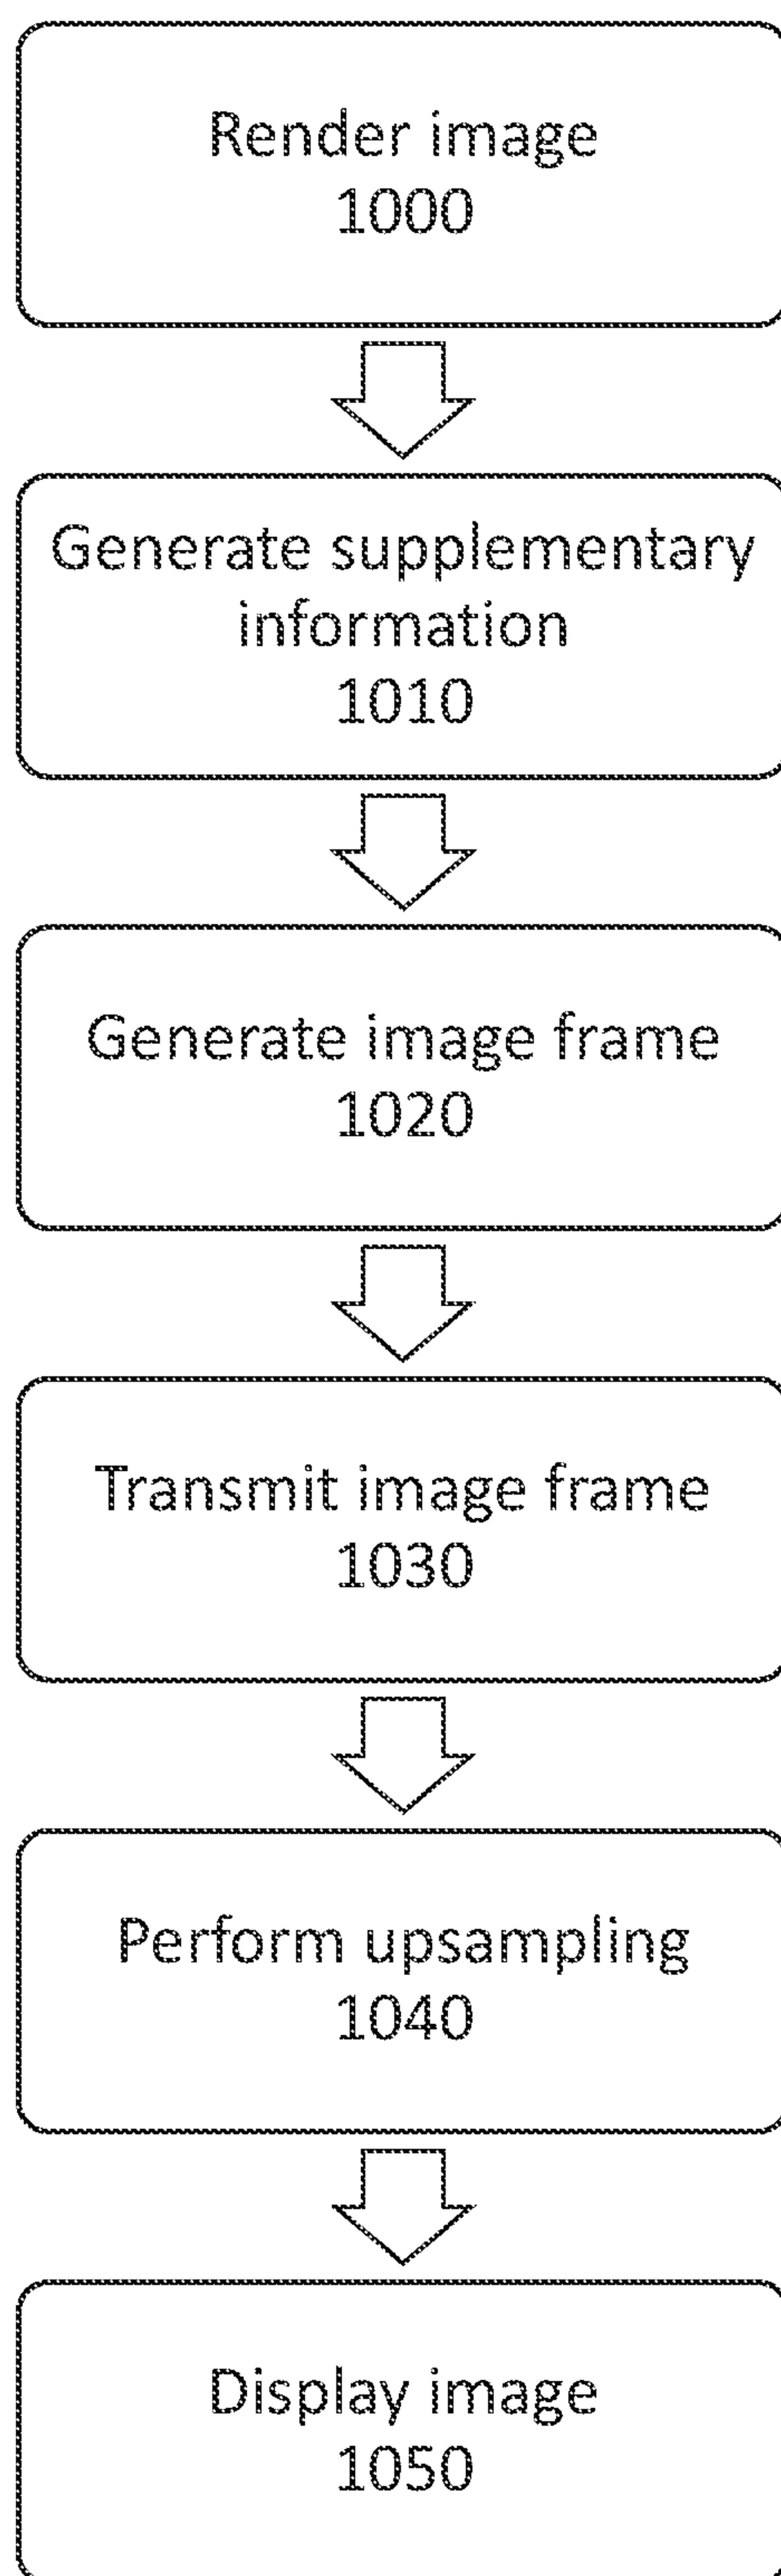 Render image
1000
Generate supplementary
information
1010
Generate image frame
1020
Transmit image frame
1030
Perform upsampling
1040
Display image
1050